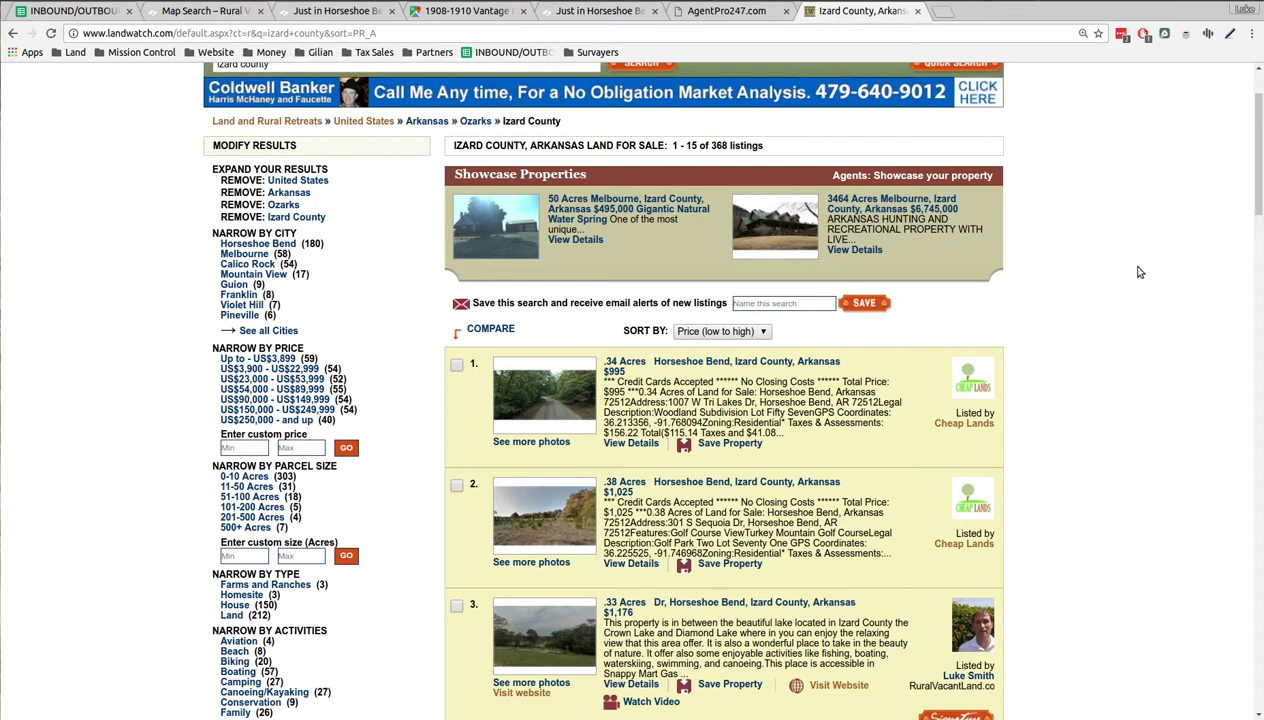 INBOUND/OUTBO
Map Search – Rural V
Just in Horseshoe Be
1908-1910 Vantage
Just in Horseshoe Be
AgentPro247.com
Izard County, Arkans
Luke
www.landwatch.com/default.aspx?ct=r&q=izard+county&sort=PR_A
Apps Land Mission Control Website Money Gilian Tax Sales Partners INBOUND/OUTBO Survayers
izard county
SEARCH
QUICK SEARCH
Coldwell Banker
Harris McHaney and Faucette
Call Me Any time, For a No Obligation Market Analysis. 479-640-9012
CLICK
HERE
Land and Rural Retreats » United States » Arkansas » Ozarks » Izard County
MODIFY RESULTS
EXPAND YOUR RESULTS
REMOVE: United States
REMOVE: Arkansas
REMOVE: Ozarks
REMOVE: Izard County
NARROW BY CITY
Horseshoe Bend (180)
Melbourne (58)
Calico Rock (54)
Mountain View (17)
Guion (9)
Franklin (8)
Violet Hill (7)
Pineville (6)
See all Cities
NARROW BY PRICE
Up to - US$3,899 (59)
US$3,900 - US$22,999 (54)
US$23,000 - US$53,999 (52)
US$54,000 - US$89,999 (55)
US$90,000 - US$149,999 (54)
US$150,000 - US$249,999 (54)
US$250,000 - and up (40)
Enter custom price
Min Max GO
NARROW BY PARCEL SIZE
0-10 Acres (303)
11-50 Acres (31)
51-100 Acres (18)
101-200 Acres (5)
201-500 Acres (4)
500+ Acres (7)
Enter custom size (Acres)
Min Max GO
NARROW BY TYPE
Farms and Ranches (3)
Homesite (3)
House (150)
Land (212)
NARROW BY ACTIVITIES
Aviation (4)
Beach (8)
Biking (20)
Boating (57)
Camping (27)
Canoeing/Kayaking (27)
Conservation (9)
Family (26)
IZARD COUNTY, ARKANSAS LAND FOR SALE: 1 - 15 of 368 listings
Showcase Properties
Agents: Showcase your property
50 Acres Melbourne, Izard County,
Arkansas $495,000 Gigantic Natural
Water Spring One of the most
unique...
View Details
3464 Acres Melbourne, Izard
County, Arkansas $6,745,000
ARKANSAS HUNTING AND
RECREATIONAL PROPERTY WITH
LIVE...
View Details
Save this search and receive email alerts of new listings Name this search SAVE
COMPARE
SORT BY: Price (low to high)
1.
.34 Acres Horseshoe Bend, Izard County, Arkansas
$995
*** Credit Cards Accepted ****** No Closing Costs ****** Total Price:
$995 ***0.34 Acres of Land for Sale: Horseshoe Bend, Arkansas
72512Address:1007 W Tri Lakes Dr, Horseshoe Bend, AR 72512Legal
Description:Woodland Subdivision Lot Fifty SevenGPS Coordinates:
36.213356, -91.768094Zoning:Residential* Taxes & Assessments:
$156.22 Total($115.14 Taxes and $41.08...
See more photos
View Details Save Property
CHEAP LANDS
Listed by
Cheap Lands
2.
.38 Acres Horseshoe Bend, Izard County, Arkansas
$1,025
*** Credit Cards Accepted ****** No Closing Costs ****** Total Price:
$1,025 ***0.38 Acres of Land for Sale: Horseshoe Bend, Arkansas
72512Address:301 S Sequoia Dr, Horseshoe Bend, AR
72512Features:Golf Course ViewTurkey Mountain Golf CourseLegal
Description:Golf Park Two Lot Seventy One GPS Coordinates:
36.225525, -91.746968Zoning:Residential* Taxes & Assessments:...
See more photos
View Details Save Property
CHEAP LANDS
Listed by
Cheap Lands
3.
.33 Acres Dr, Horseshoe Bend, Izard County, Arkansas
$1,176
This property is in between the beautiful lake located in Izard County the
Crown Lake and Diamond Lake where in you can enjoy the relaxing
view that this area offer. It is also a wonderful place to take in the beauty
of nature. It offer also some enjoyable activities like fishing, boating,
waterskiing, swimming, and canoeing.This place is accessible in
Snappy Mart Gas ...
See more photos
Visit website
View Details Save Property Visit Website
Watch Video
Listed by
Luke Smith
RuralVacantLand.co
Signature